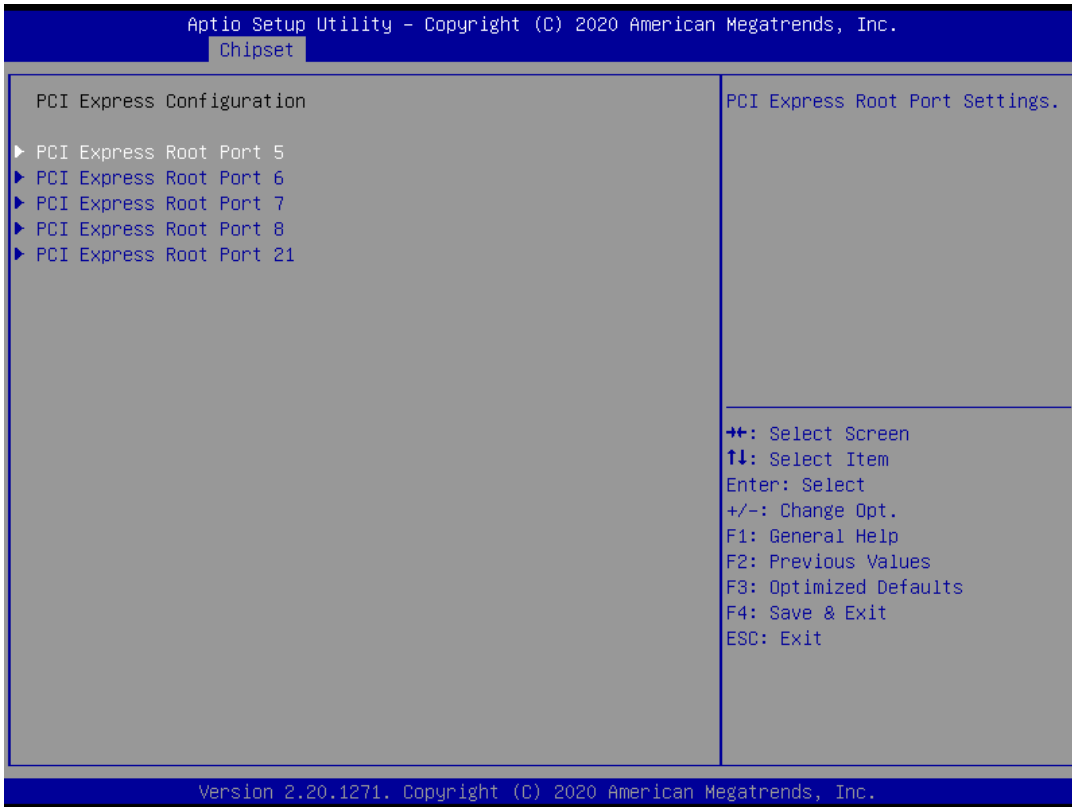 Aptio Setup Utility – Copyright (C) 2020 American Megatrends, Inc.
Chipset
PCI Express Configuration
▶ PCI Express Root Port 5
▶ PCI Express Root Port 6
▶ PCI Express Root Port 7
▶ PCI Express Root Port 8
▶ PCI Express Root Port 21
PCI Express Root Port Settings.
→←: Select Screen
↑↓: Select Item
Enter: Select
+/-: Change Opt.
F1: General Help
F2: Previous Values
F3: Optimized Defaults
F4: Save & Exit
ESC: Exit
Version 2.20.1271. Copyright (C) 2020 American Megatrends, Inc.